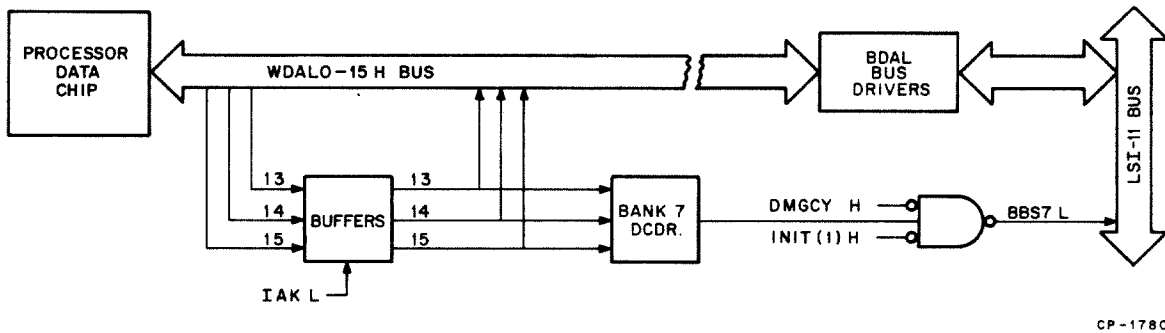 PROCESSOR
DATA
CHIP
WDAL0-15 H BUS
BDAL
BUS
DRIVERS
LSI-11 BUS
13
14
15
BUFFERS
13
14
15
BANK 7
DCDR.
DMGCY H
INIT(1) H
BBS7 L
IAK L
CP-1780